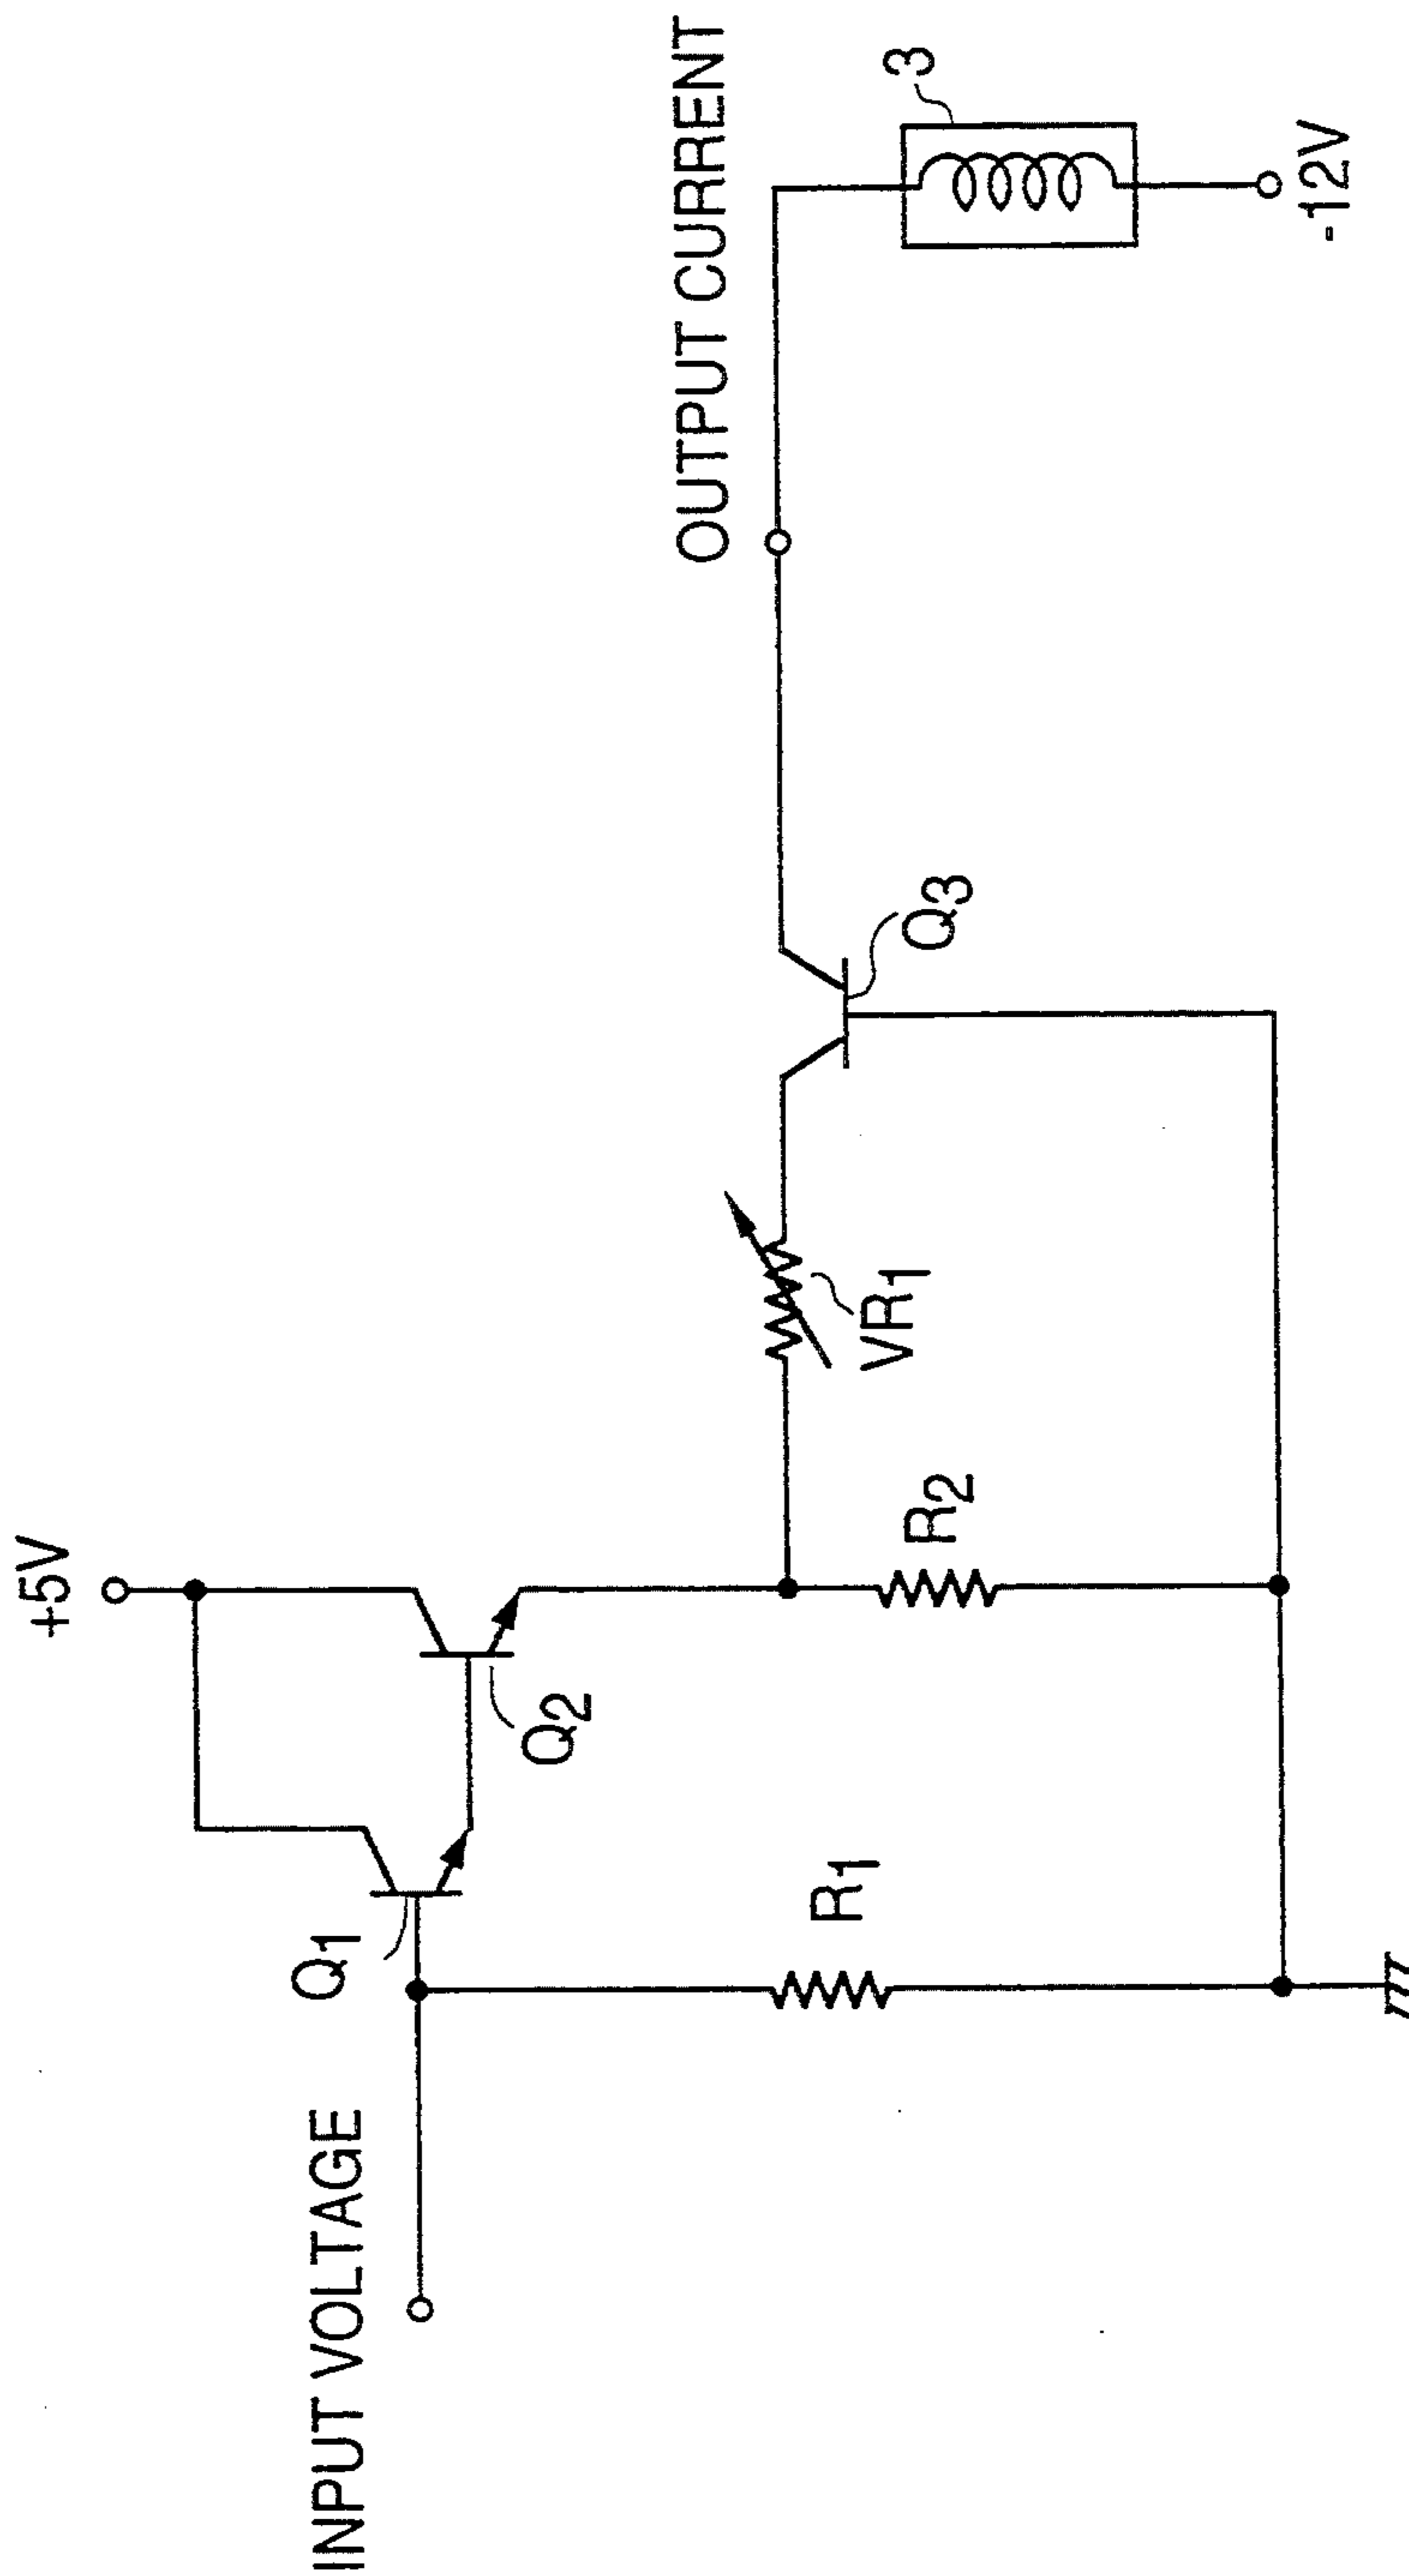 +5V
INPUT VOLTAGE
Q1
Q2
R1
R2
VR1
Q3
OUTPUT CURRENT
3
-12V